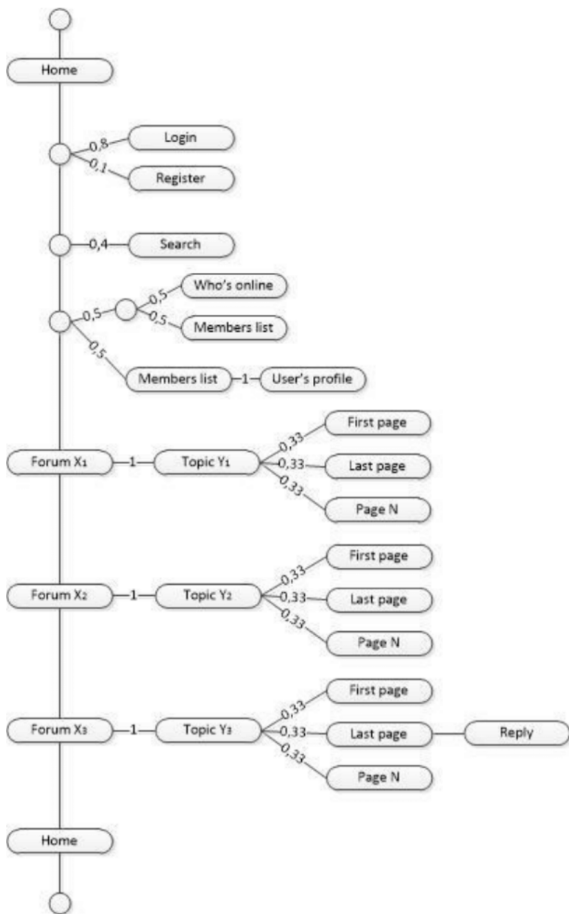 Home
0,8
Login
0,1
Register
0,4
Search
0,5
0,5
Who's online
0,5
Members list
0,5
Members list
1
User's profile
0,33
First page
Forum X₁
1
Topic Y₁
0,33
Last page
0,33
Page N
0,33
First page
Forum X₂
1
Topic Y₂
0,33
Last page
0,33
Page N
0,33
First page
Forum X₃
1
Topic Y₃
0,33
Last page
Reply
0,33
Page N
Home